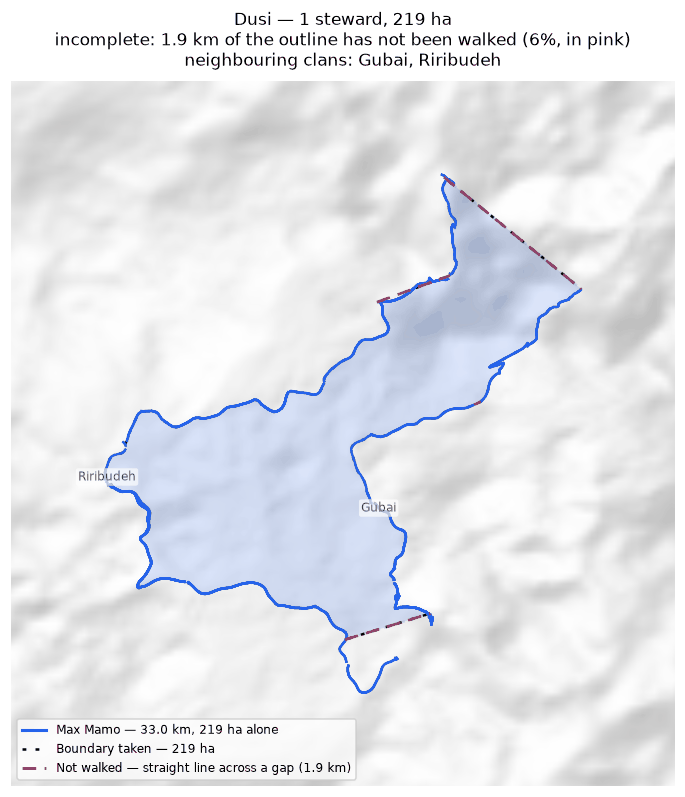 Dusi — 1 steward, 219 ha
incomplete: 1.9 km of the outline has not been walked (6%, in pink)
neighbouring clans: Gubai, Riribudeh
Riribudeh
Gubai
Max Mamo — 33.0 km, 219 ha alone
Boundary taken — 219 ha
Not walked — straight line across a gap (1.9 km)